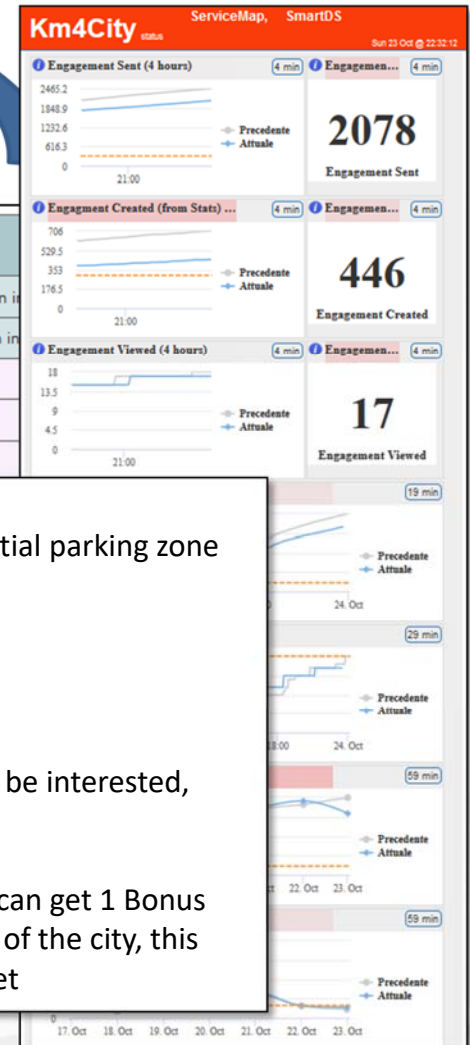 Km4City status
ServiceMap, SmartDS
Sun 23 Oct @ 22:32:12
i Engagement Sent (4 hours) 4 min
2465.2
1848.9
1232.6
616.3
0
21:00
Precedente
Attuale
i Engagemen... 4 min
2078
Engagement Sent
i Engagment Created (from Stats) ... 4 min
706
529.5
353
176.5
0
21:00
Precedente
Attuale
i Engagemen... 4 min
446
Engagement Created
i Engagement Viewed (4 hours) 4 min
18
13.5
9
4.5
0
21:00
Precedente
Attuale
i Engagemen... 4 min
17
Engagement Viewed
n in
tial parking zone
be interested,
can get 1 Bonus
of the city, this
et
19 min
Precedente
Attuale
24. Oct
29 min
Precedente
Attuale
18:00 24. Oct
59 min
Precedente
Attuale
22. Oct 23. Oct
59 min
Precedente
Attuale
0
17. Oct 18. Oct 19. Oct 20. Oct 21. Oct 22. Oct 23. Oct